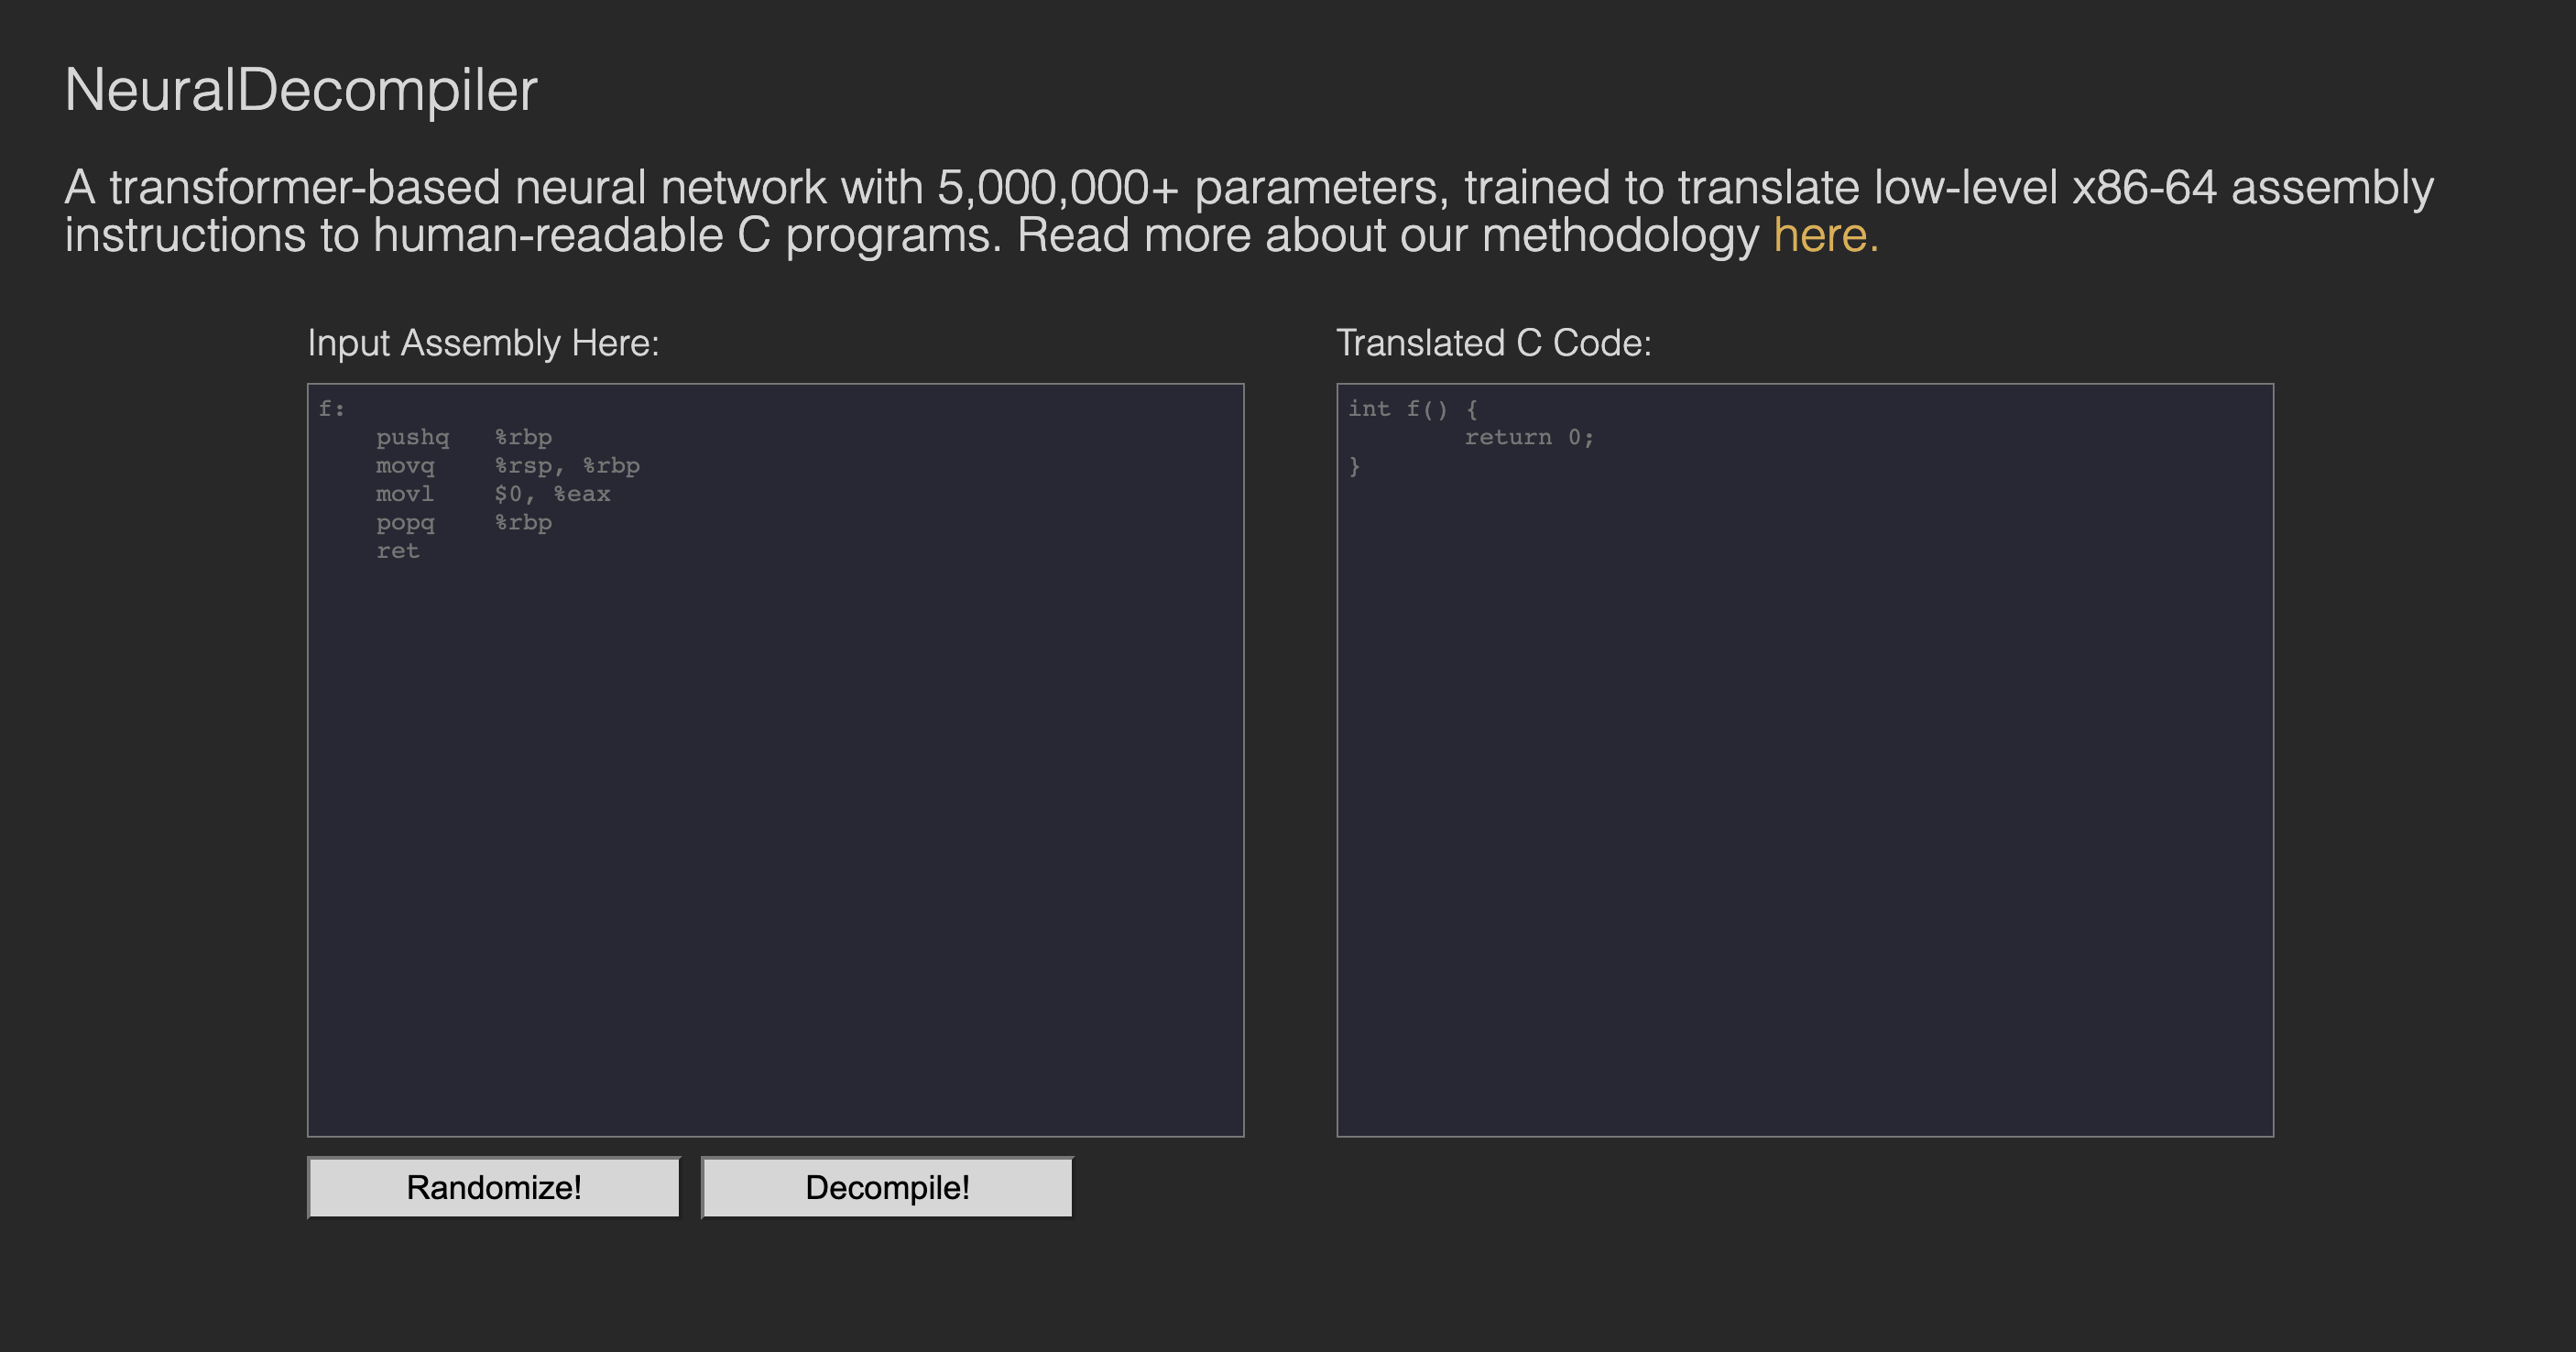 NeuralDecompiler
A transformer-based neural network with 5,000,000+ parameters, trained to translate low-level x86-64 assembly
instructions to human-readable C programs. Read more about our methodology here.
Input Assembly Here:
f:
    pushq   %rbp
    movq    %rsp, %rbp
    movl    $0, %eax
    popq    %rbp
    ret
Translated C Code:
int f() {
        return 0;
}
Randomize!
Decompile!